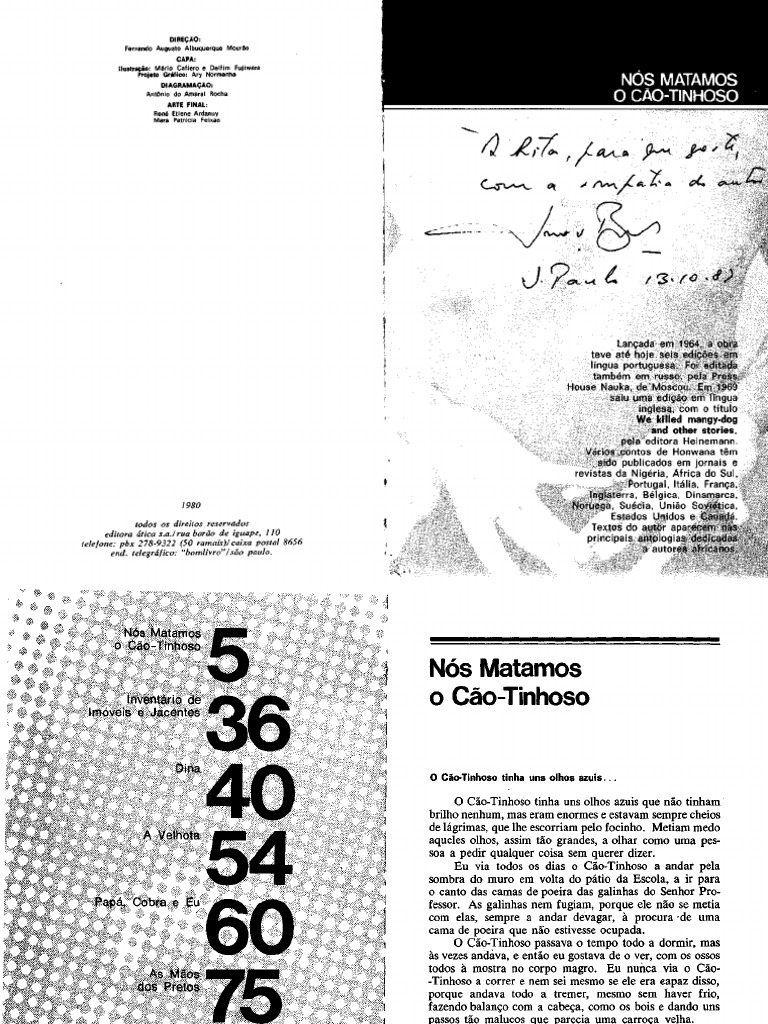 DIREÇÃO:
Fernando Augusto Albuquerque Mourão
CAPA:
Ilustração: Mário Cafiero e Delfim Fujiwara
Projeto Gráfico: Ary Normanha
DIAGRAMAÇÃO:
Antônio do Amaral Rocha
ARTE FINAL:
René Etiene Ardanuy
Mara Patrícia Feixas
1980
todos os direitos reservados
editora ática s.a./rua barão de iguape, 110
telefone: pbx 278-9322 (50 ramais)/caixa postal 8656
end. telegráfico: "bomlivro"/são paulo.
NÓS MATAMOS
O CÃO-TINHOSO
A Rita, para
com a simpatia do autor
S. Paulo 13.10.
Lançada em 1964, a obra
teve até hoje seis edições em
língua portuguesa. Foi editada
também em russo, pela Press
House Nauka, de Moscou. Em 1969
saiu uma edição em língua
inglesa, com o título
We killed mangy-dog
and other stories,
pela editora Heinemann.
Vários contos de Honwana têm
sido publicados em jornais e
revistas da Nigéria, África do Sul,
Portugal, Itália, França,
Inglaterra, Bélgica, Dinamarca,
Noruega, Suécia, União Soviética,
Estados Unidos e Canadá.
Textos do autor aparecem nas
principais antologias dedicadas
a autores africanos.
Nós Matamos
o Cão-Tinhoso 5
Inventário de
Imóveis e Jacentes 36
Dina 40
A Velhota 54
Papá, Cobra e Eu 60
As Mãos
dos Pretos 75
Nós Matamos
o Cão-Tinhoso
O Cão-Tinhoso tinha uns olhos azuis...
O Cão-Tinhoso tinha uns olhos azuis que não tinham
brilho nenhum, mas eram enormes e estavam sempre cheios
de lágrimas, que lhe escorriam pelo focinho. Metiam medo
aqueles olhos, assim tão grandes, a olhar como uma pes-
soa a pedir qualquer coisa sem querer dizer.
Eu via todos os dias o Cão-Tinhoso a andar pela
sombra do muro em volta do pátio da Escola, a ir para
o canto das camas de poeira das galinhas do Senhor Pro-
fessor. As galinhas nem fugiam, porque ele não se metia
com elas, sempre a andar devagar, à procura de uma
cama de poeira que não estivesse ocupada.
O Cão-Tinhoso passava o tempo todo a dormir, mas
às vezes andava, e então eu gostava de o ver, com os ossos
todos à mostra no corpo magro. Eu nunca via o Cão-
-Tinhoso a correr e nem sei mesmo se ele era capaz disso,
porque andava todo a tremer, mesmo sem haver frio,
fazendo balanço com a cabeça, como os bois e dando uns
passos tão malucos que parecia uma carroça velha.